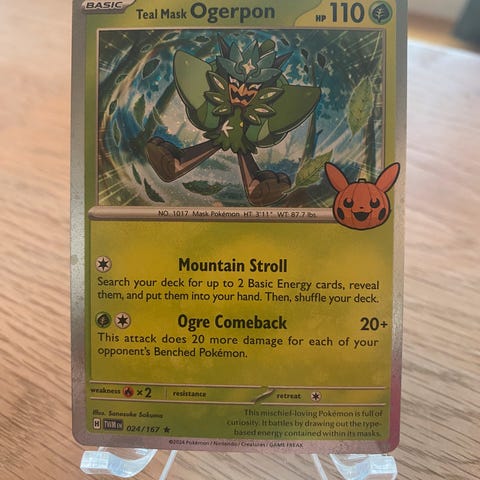 BASIC
Teal Mask Ogerpon HP 110
NO. 1017 Mask Pokémon HT: 3'11" WT: 87.7 lbs.
Mountain Stroll
Search your deck for up to 2 Basic Energy cards, reveal
them, and put them into your hand. Then, shuffle your deck.
Ogre Comeback 20+
This attack does 20 more damage for each of your
opponent's Benched Pokémon.
weakness ×2 resistance retreat
Illus. Sanosuke Sakuma
H TWM EN 024/167 ★
This mischief-loving Pokémon is full of
curiosity. It battles by drawing out the type-
based energy contained within its masks.
©2024 Pokémon / Nintendo / Creatures / GAME FREAK